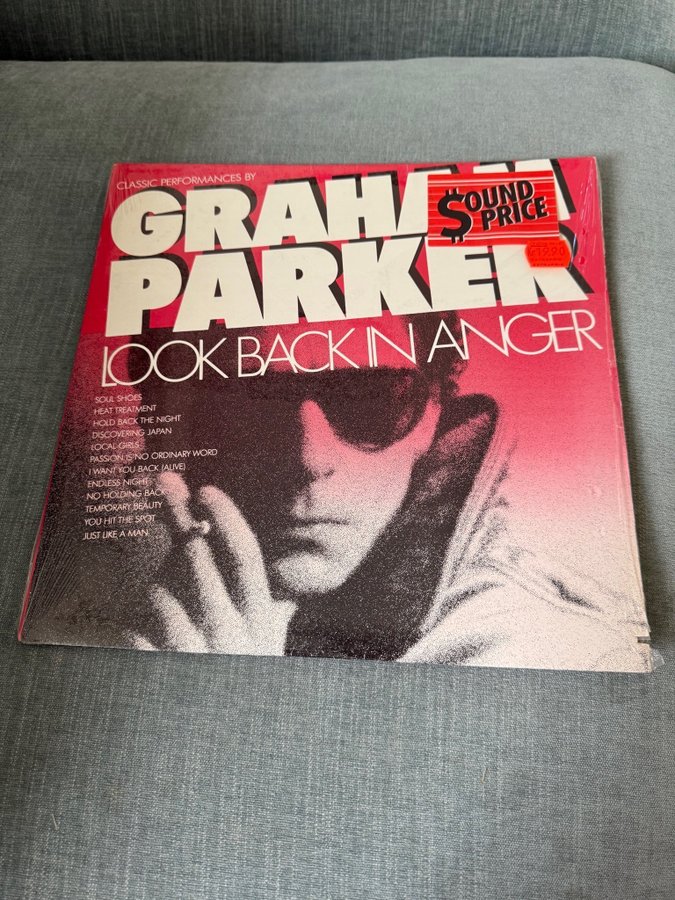 CLASSIC PERFORMANCES BY
GRAHAM
PARKER
$OUND
PRICE
LOOK BACK IN ANGER
SOUL SHOES
HEAT TREATMENT
HOLD BACK THE NIGHT
DISCOVERING JAPAN
LOCAL GIRLS
PASSION IS NO ORDINARY WORD
I WANT YOU BACK (ALIVE)
ENDLESS NIGHT
NO HOLDING BACK
TEMPORARY BEAUTY
YOU HIT THE SPOT
JUST LIKE A MAN